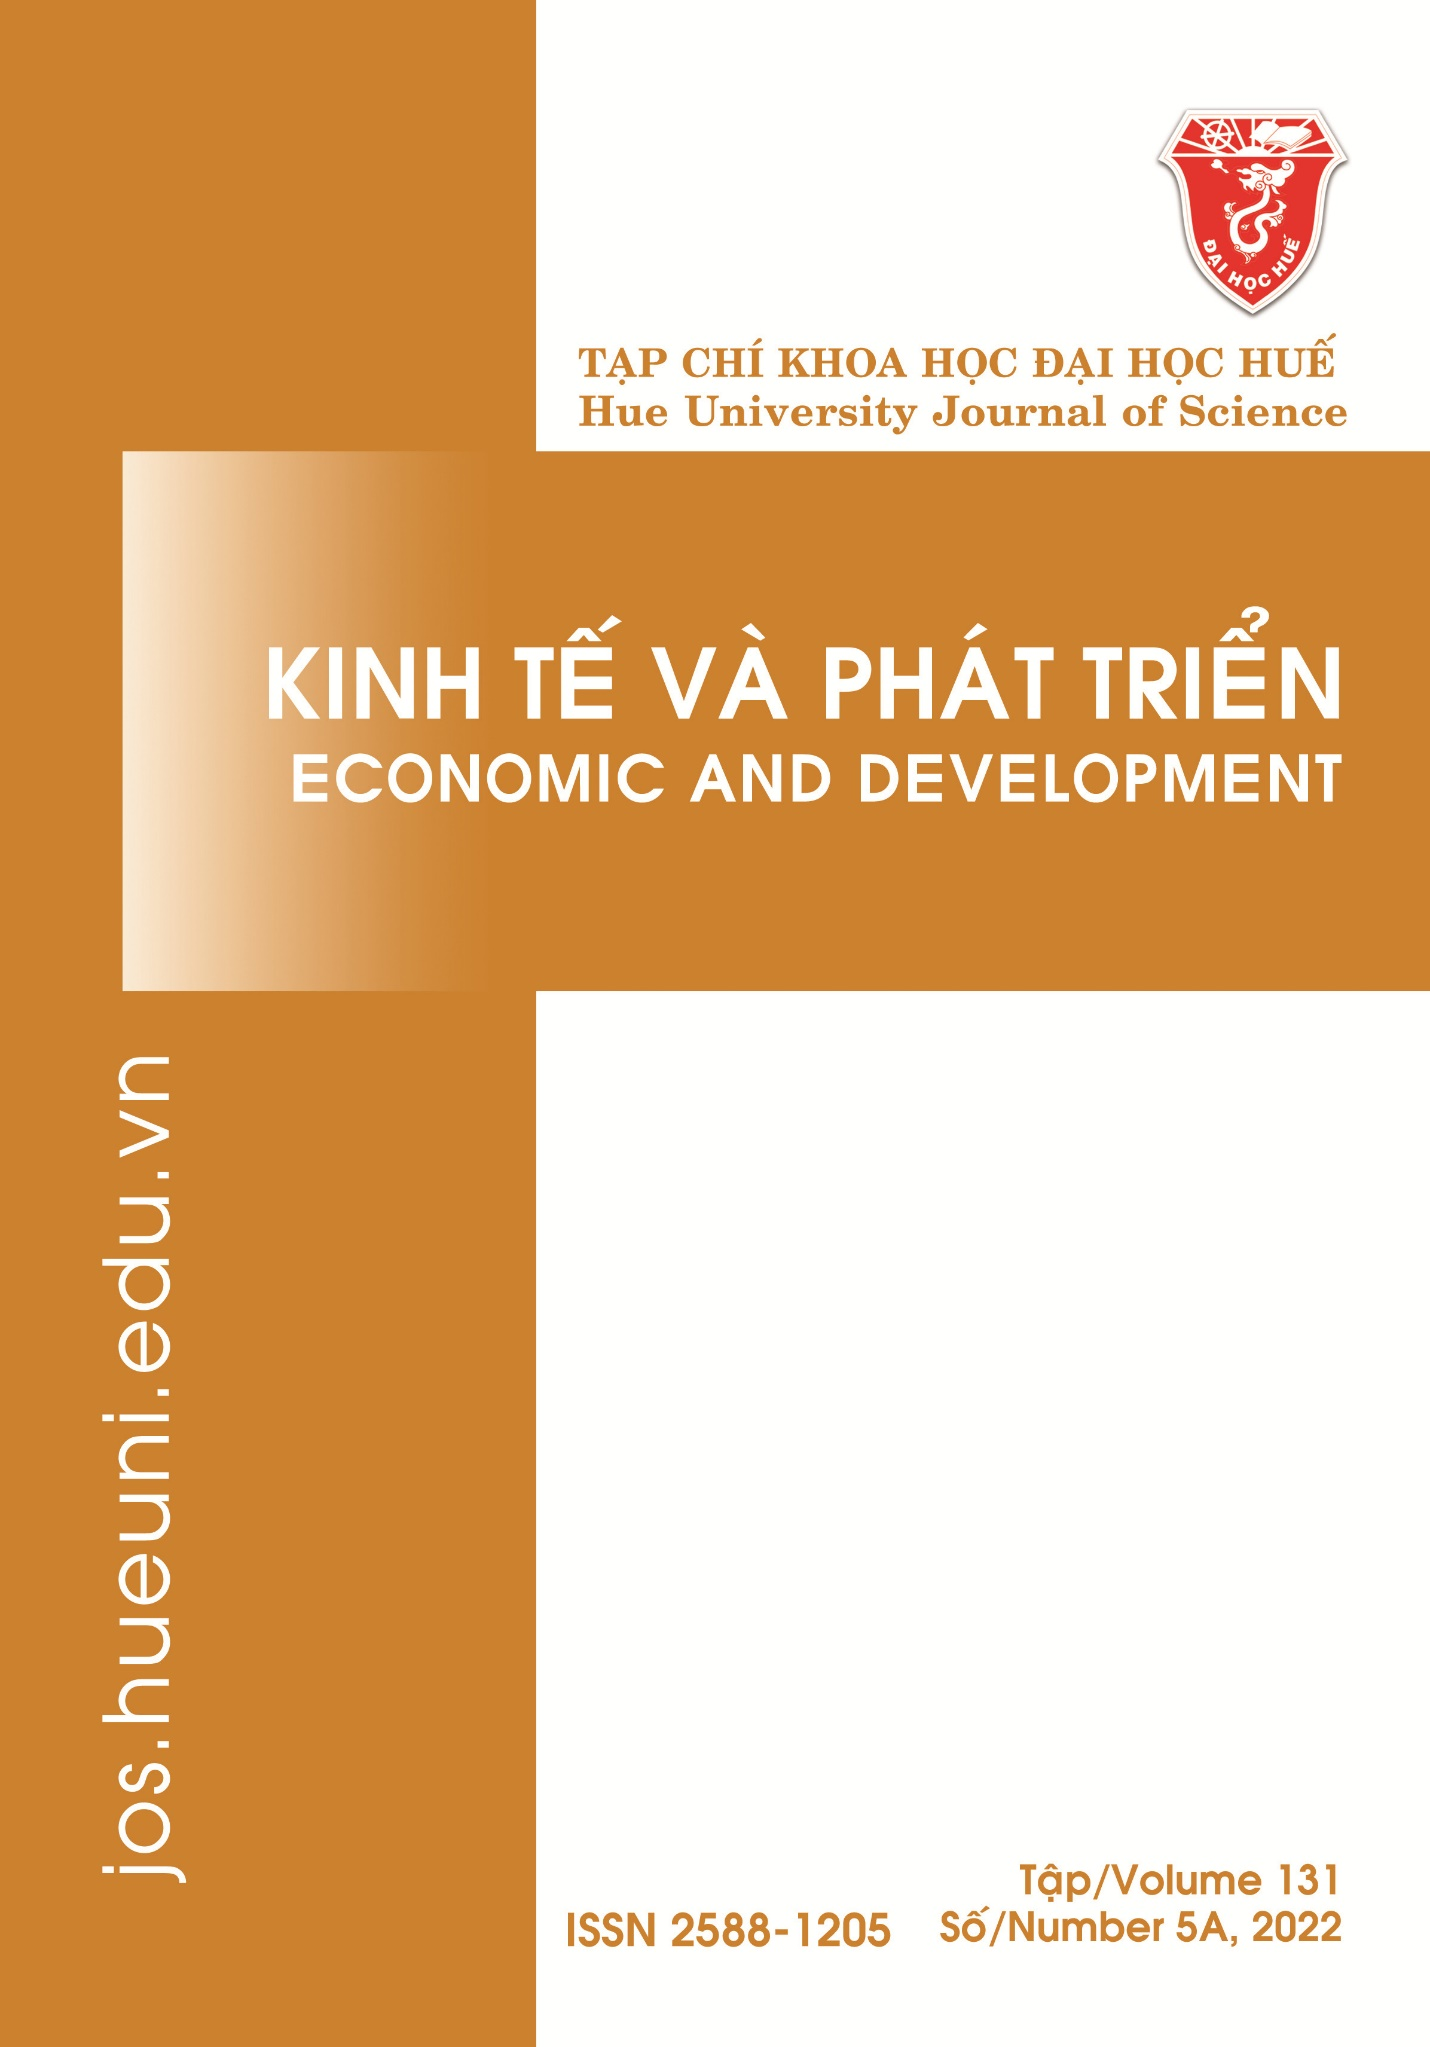 ĐẠI HỌC HUẾ
TẠP CHÍ KHOA HỌC ĐẠI HỌC HUẾ
Hue University Journal of Science
KINH TẾ VÀ PHÁT TRIỂN
ECONOMIC AND DEVELOPMENT
jos.hueuni.edu.vn
Tập/Volume 131
ISSN 2588-1205
Số/Number 5A, 2022